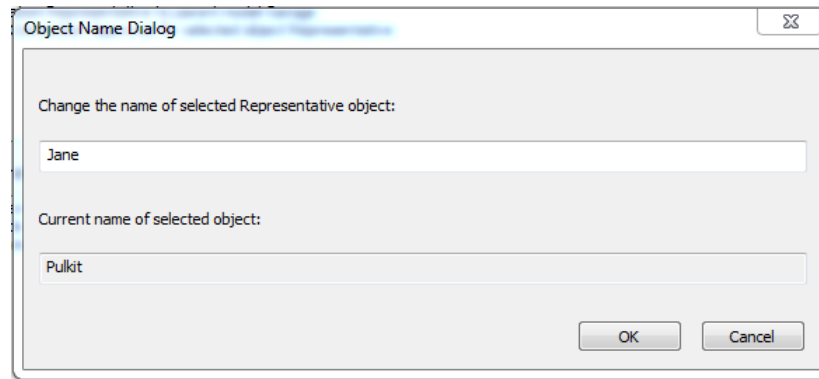 Object Name Dialog
Change the name of selected Representative object:
Jane
Current name of selected object:
Pulkit
OK
Cancel